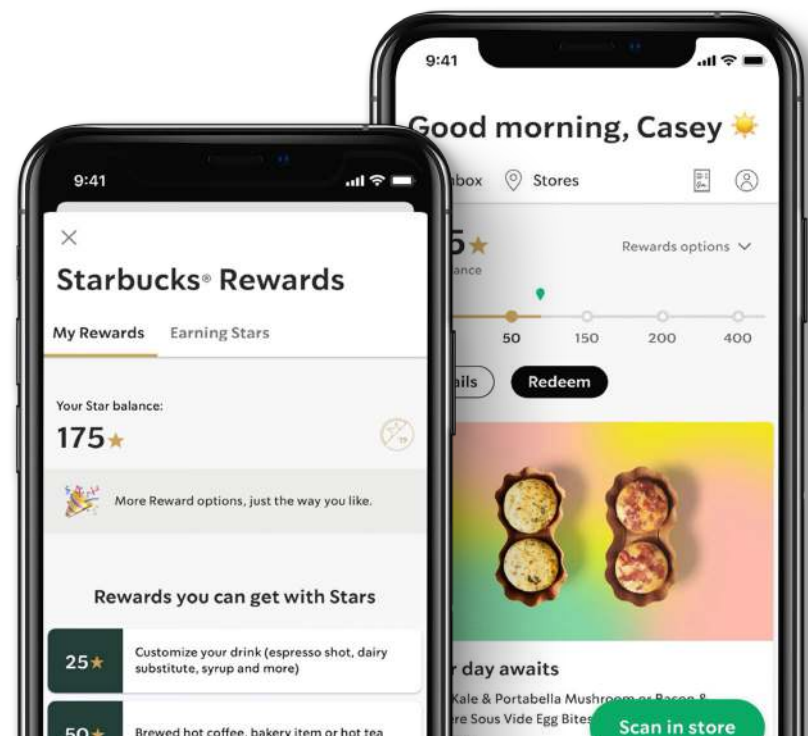 9:41
Starbucks® Rewards
My Rewards Earning Stars
Your Star balance:
175
More Reward options, just the way you like.
Rewards you can get with Stars
25
Customize your drink (espresso shot, dairy
substitute, syrup and more)
50
Brewed hot coffee, bakery item or hot tea
9:41
Good morning, Casey
Stores
Rewards options
50 150 200 400
Redeem
day awaits
Kale & Portabella Mushroom or Bacon &
Sous Vide Egg Bites
Scan in store